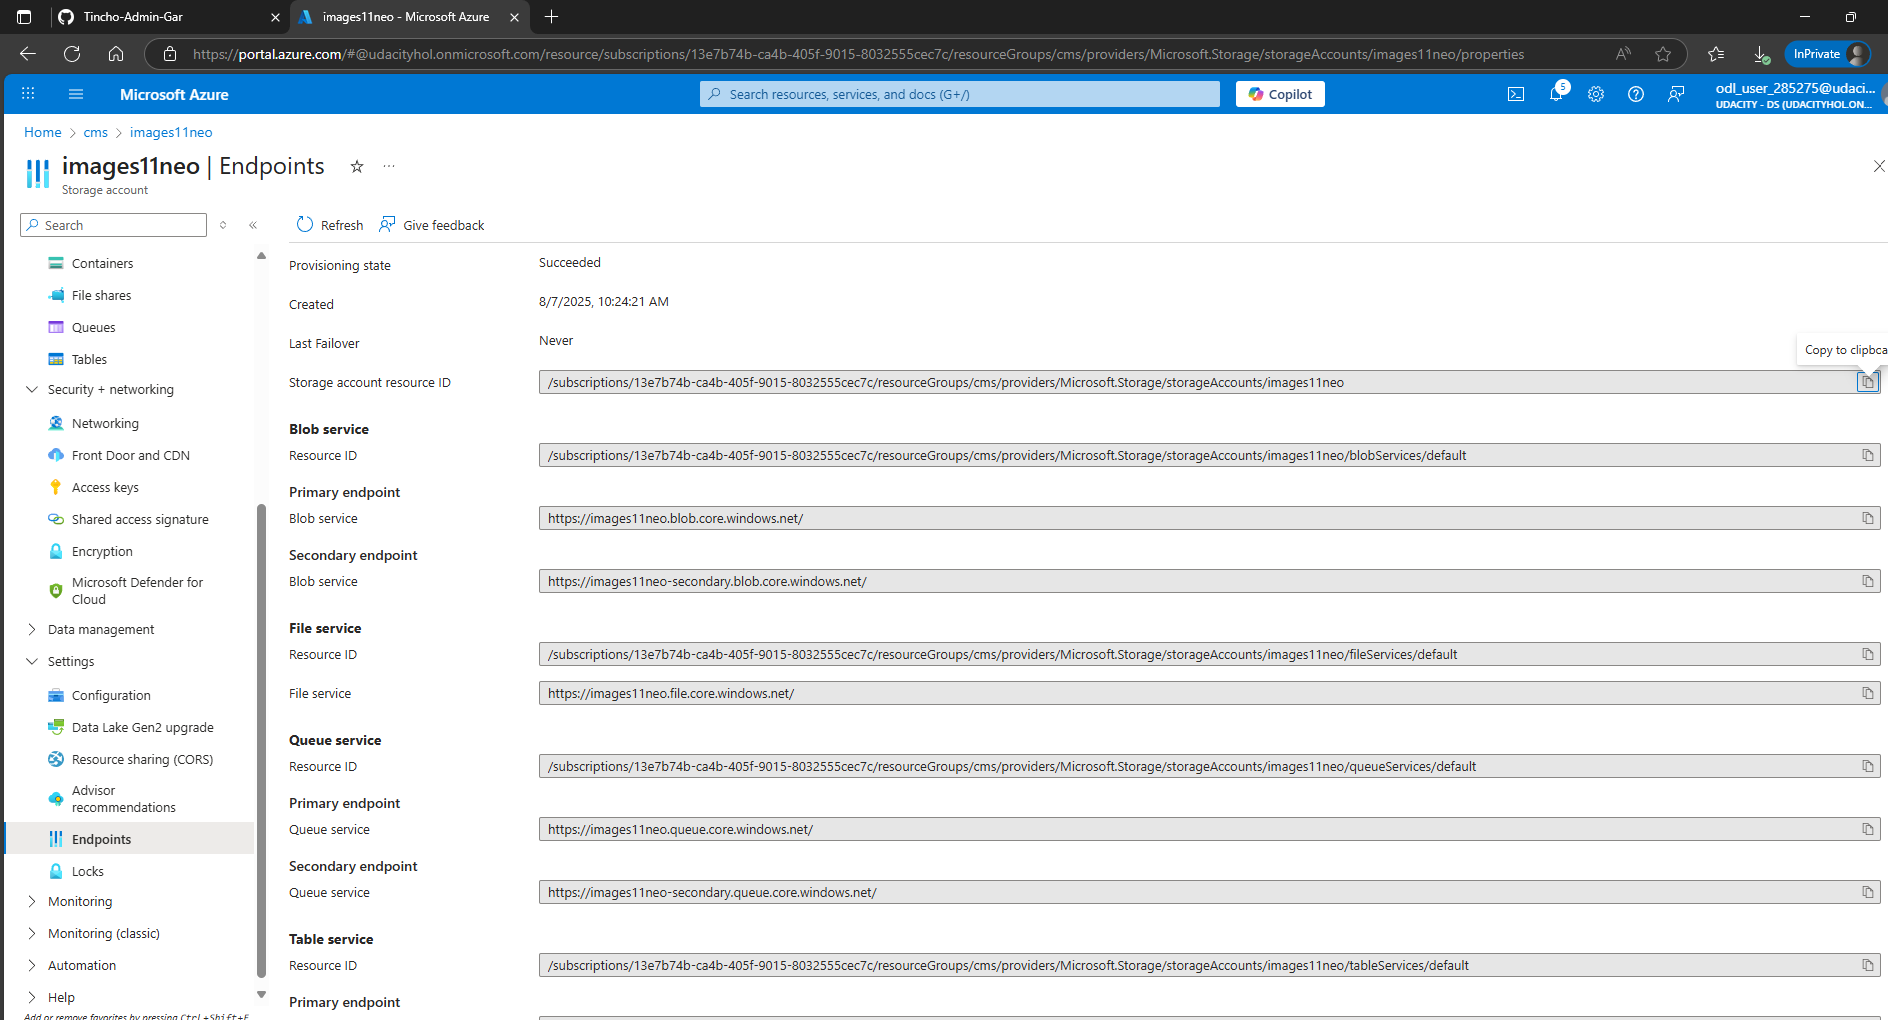 Tincho-Admin-Gar
images11neo - Microsoft Azure
https://portal.azure.com/#@udacityhol.onmicrosoft.com/resource/subscriptions/13e7b74b-ca4b-405f-9015-8032555cec7c/resourceGroups/cms/providers/Microsoft.Storage/storageAccounts/images11neo/properties
InPrivate
Microsoft Azure
Search resources, services, and docs (G+/)
Copilot
5
odl_user_285275@udaci...
UDACITY - DS (UDACITYHOL.ON...
Home > cms > images11neo
images11neo | Endpoints
Storage account
Search
Refresh
Give feedback
Containers
File shares
Queues
Tables
Security + networking
Networking
Front Door and CDN
Access keys
Shared access signature
Encryption
Microsoft Defender for
Cloud
Data management
Settings
Configuration
Data Lake Gen2 upgrade
Resource sharing (CORS)
Advisor
recommendations
Endpoints
Locks
Monitoring
Monitoring (classic)
Automation
Help
Add or remove favorites by pressing Ctrl+Shift+F
Provisioning state
Succeeded
Created
8/7/2025, 10:24:21 AM
Last Failover
Never
Copy to clipboa
Storage account resource ID
/subscriptions/13e7b74b-ca4b-405f-9015-8032555cec7c/resourceGroups/cms/providers/Microsoft.Storage/storageAccounts/images11neo
Blob service
Resource ID
/subscriptions/13e7b74b-ca4b-405f-9015-8032555cec7c/resourceGroups/cms/providers/Microsoft.Storage/storageAccounts/images11neo/blobServices/default
Primary endpoint
Blob service
https://images11neo.blob.core.windows.net/
Secondary endpoint
Blob service
https://images11neo-secondary.blob.core.windows.net/
File service
Resource ID
/subscriptions/13e7b74b-ca4b-405f-9015-8032555cec7c/resourceGroups/cms/providers/Microsoft.Storage/storageAccounts/images11neo/fileServices/default
File service
https://images11neo.file.core.windows.net/
Queue service
Resource ID
/subscriptions/13e7b74b-ca4b-405f-9015-8032555cec7c/resourceGroups/cms/providers/Microsoft.Storage/storageAccounts/images11neo/queueServices/default
Primary endpoint
Queue service
https://images11neo.queue.core.windows.net/
Secondary endpoint
Queue service
https://images11neo-secondary.queue.core.windows.net/
Table service
Resource ID
/subscriptions/13e7b74b-ca4b-405f-9015-8032555cec7c/resourceGroups/cms/providers/Microsoft.Storage/storageAccounts/images11neo/tableServices/default
Primary endpoint